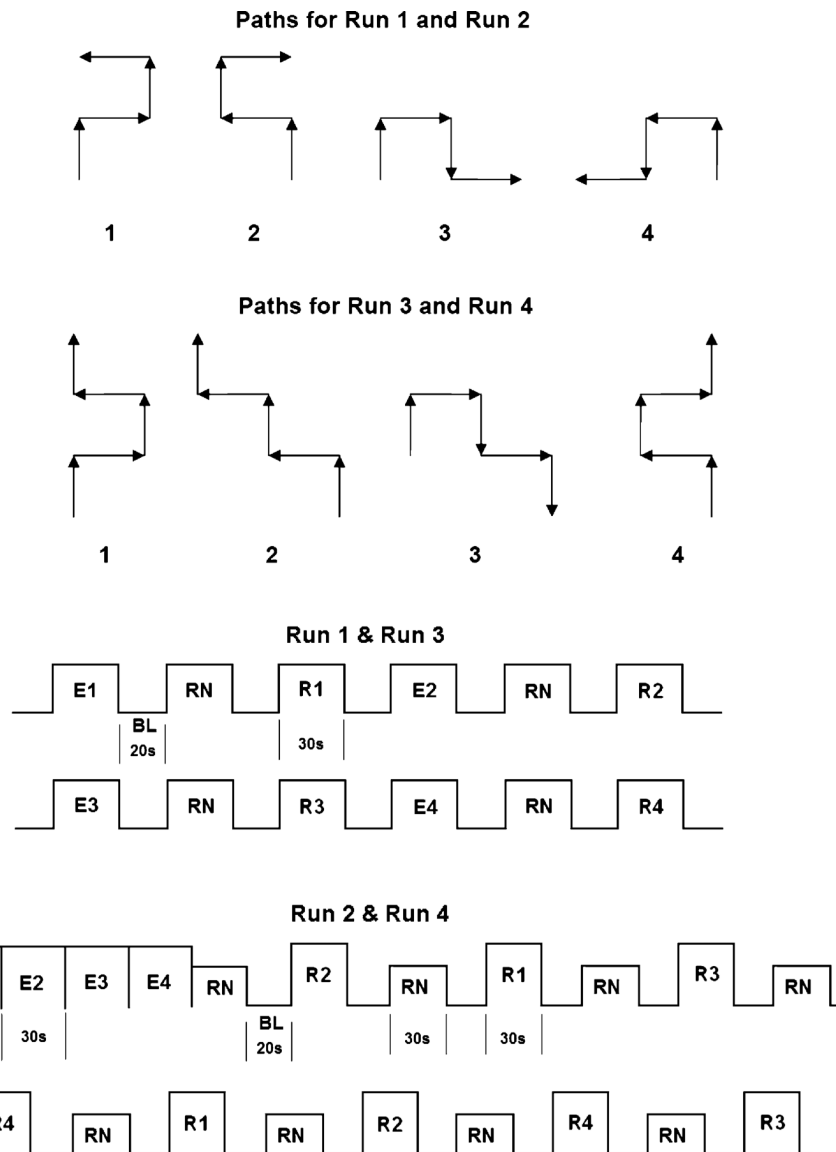 Paths for Run 1 and Run 2
1 2 3 4
Paths for Run 3 and Run 4
1 2 3 4
Run 1 & Run 3
E1 RN R1 E2 RN R2
BL
20s 30s
E3 RN R3 E4 RN R4
Run 2 & Run 4
E2 E3 E4 RN R2 RN R1 RN R3 RN
30s BL 20s 30s 30s
RN R1 RN R2 RN R4 RN R3